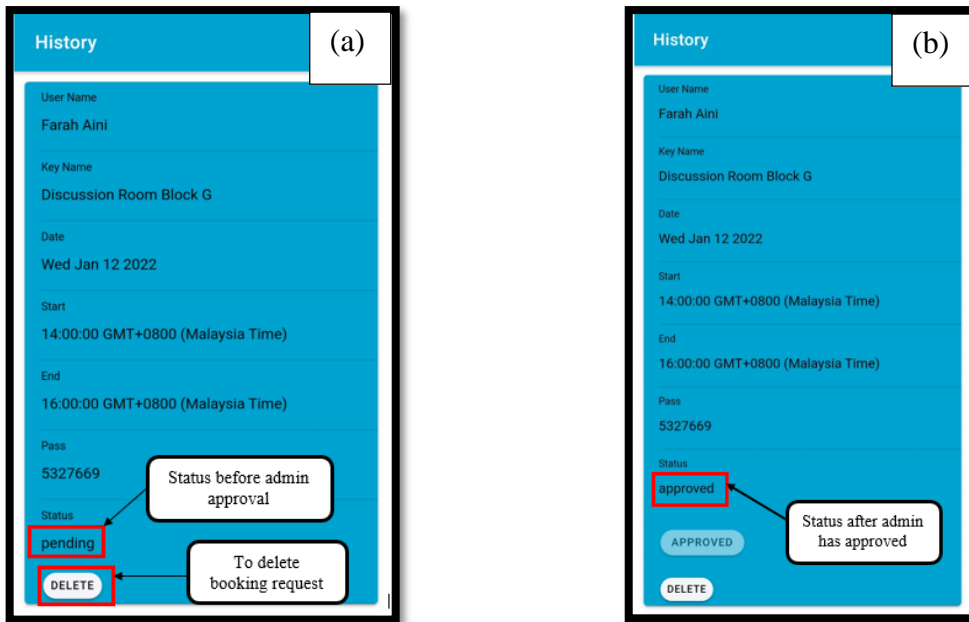 History
(a)
User Name
Farah Aini
Key Name
Discussion Room Block G
Date
Wed Jan 12 2022
Start
14:00:00 GMT+0800 (Malaysia Time)
End
16:00:00 GMT+0800 (Malaysia Time)
Pass
5327669
Status before admin
approval
Status
pending
To delete
booking request
DELETE
History
(b)
User Name
Farah Aini
Key Name
Discussion Room Block G
Date
Wed Jan 12 2022
Start
14:00:00 GMT+0800 (Malaysia Time)
End
16:00:00 GMT+0800 (Malaysia Time)
Pass
5327669
Status
approved
Status after admin
has approved
APPROVED
DELETE